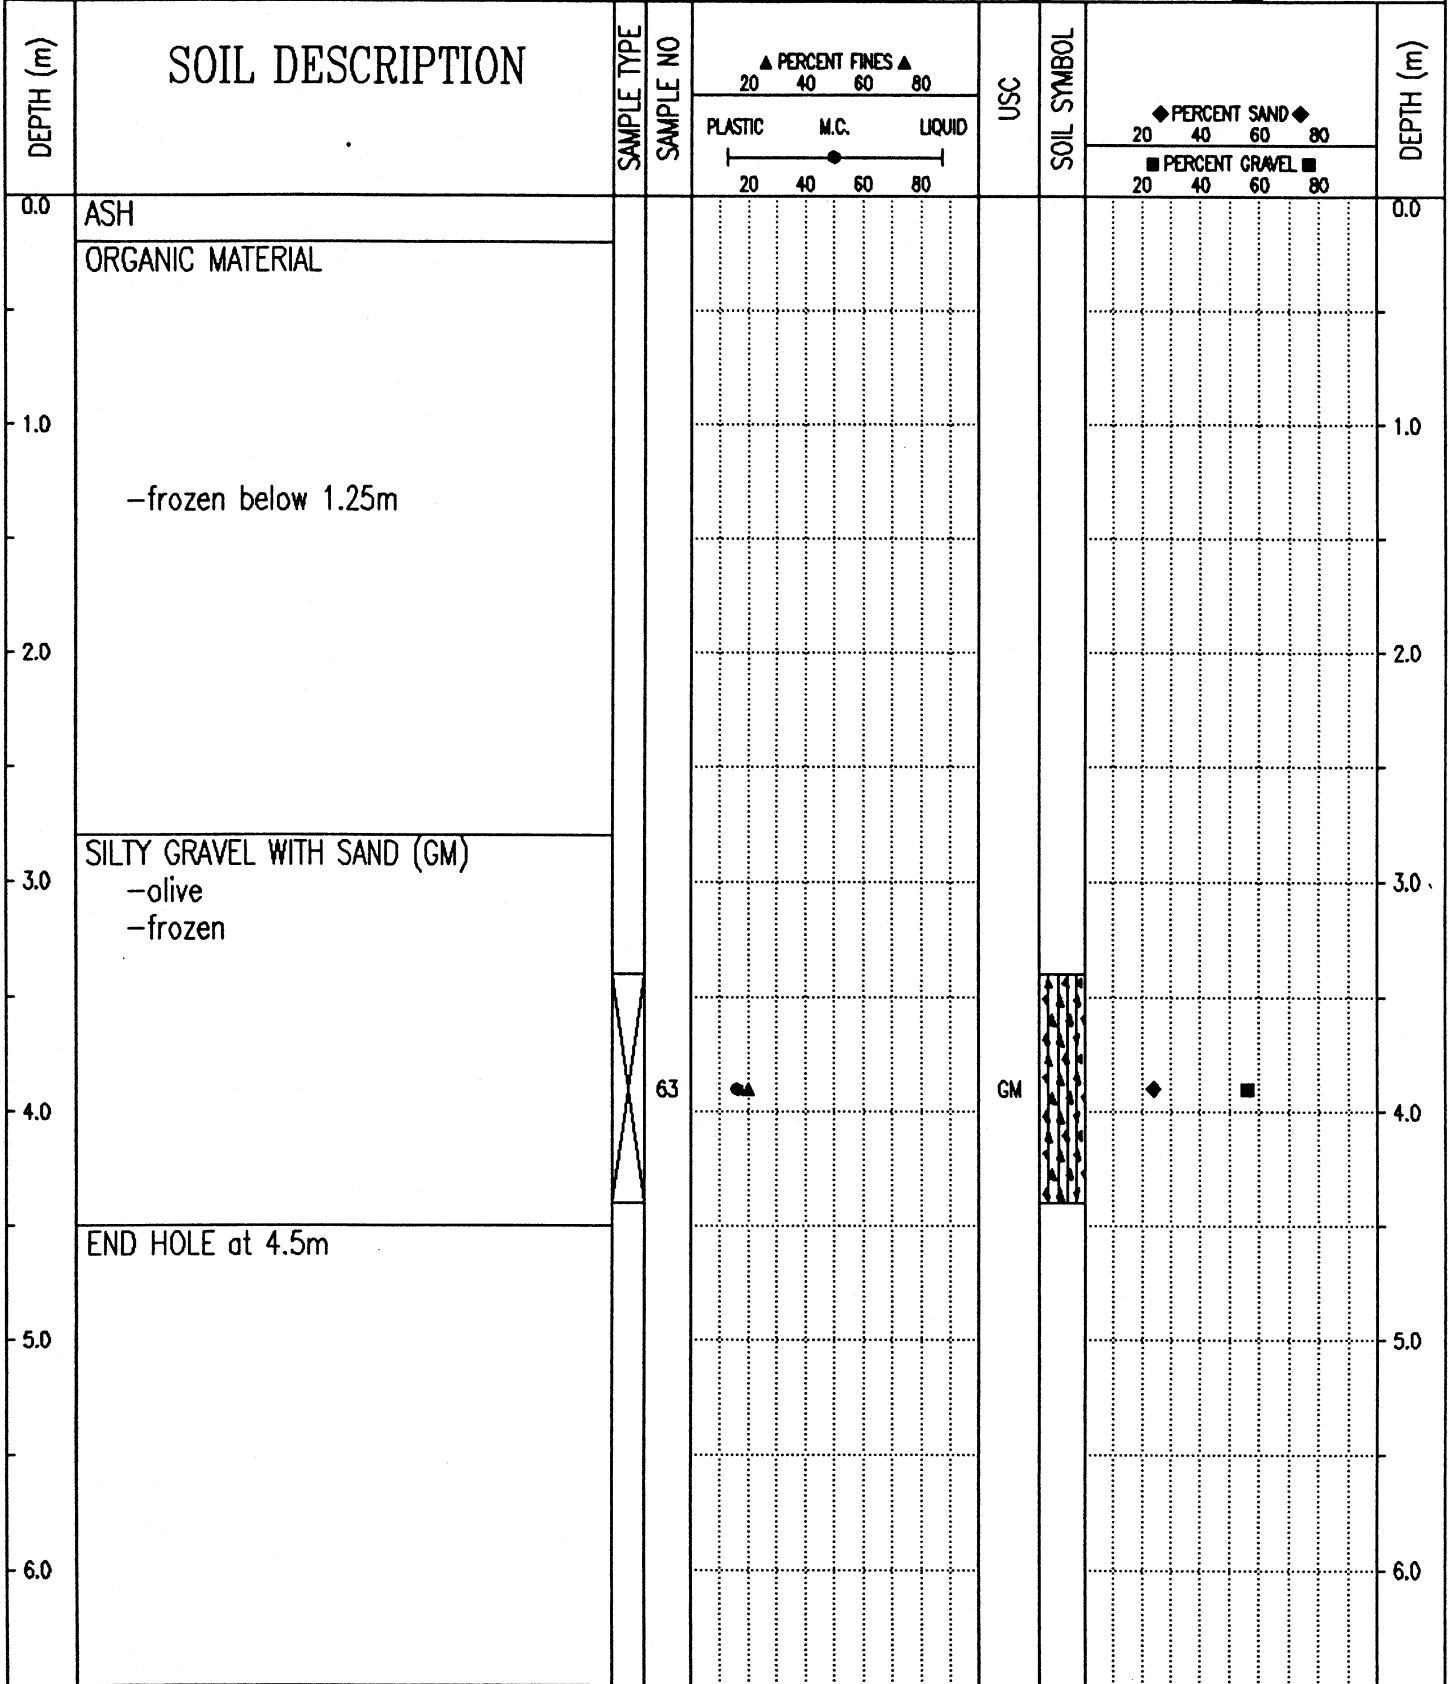 DEPTH (m)
SOIL DESCRIPTION
SAMPLE TYPE
SAMPLE NO
▲ PERCENT FINES ▲
20 40 60 80
PLASTIC M.C. LIQUID
20 40 60 80
USC
SOIL SYMBOL
◆ PERCENT SAND ◆
20 40 60 80
■ PERCENT GRAVEL ■
20 40 60 80
DEPTH (m)
0.0 ASH 0.0
ORGANIC MATERIAL
1.0 1.0
-frozen below 1.25m
2.0 2.0
SILTY GRAVEL WITH SAND (GM)
3.0 3.0
-olive
-frozen
63 GM
4.0 4.0
END HOLE at 4.5m
5.0 5.0
6.0 6.0